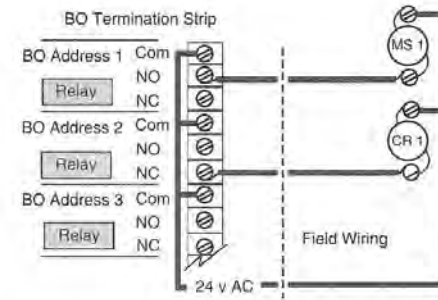 BO Termination Strip
BO Address 1 Com
NO
Relay
NC
BO Address 2 Com
NO
Relay
NC
BO Address 3 Com
NO
Relay
NC
MS 1
CR 1
Field Wiring
24 v AC